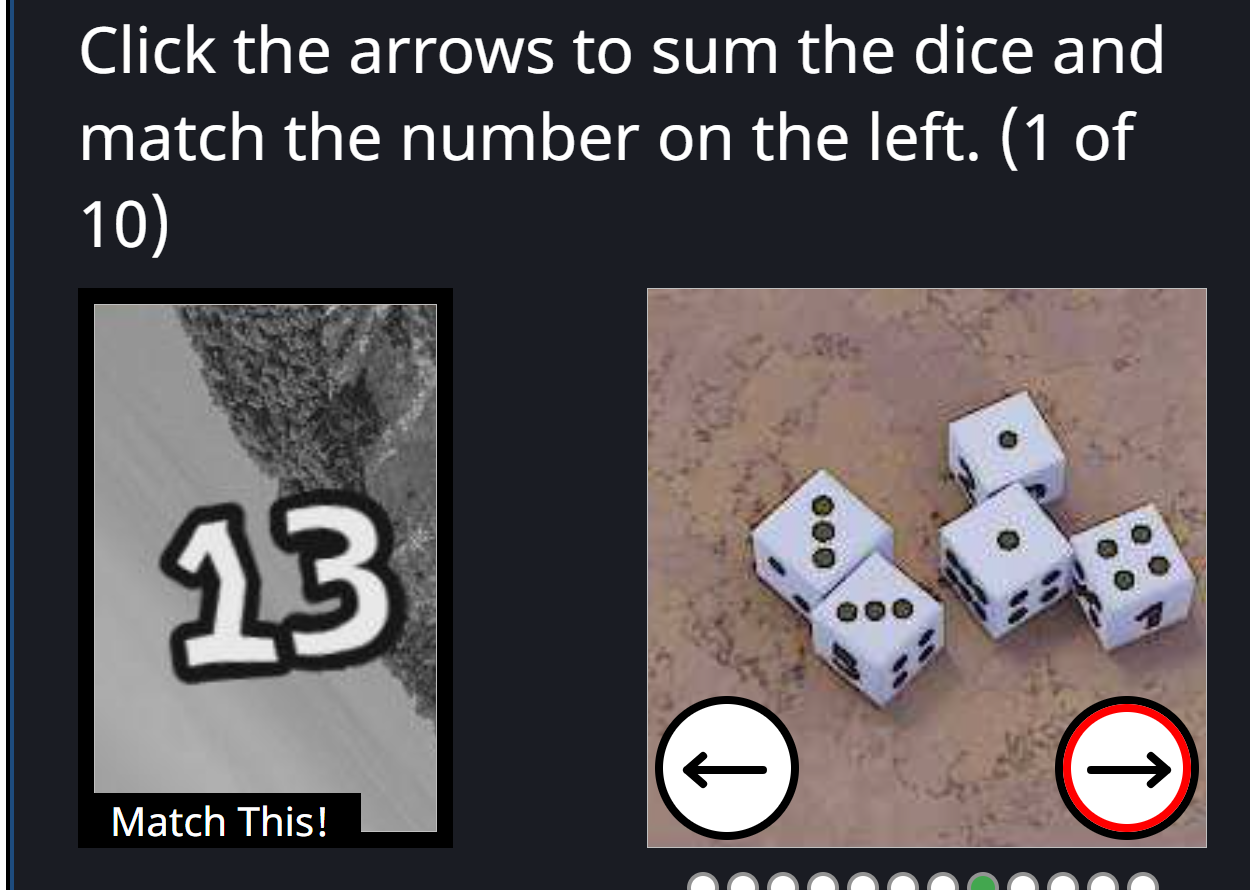 Click the arrows to sum the dice and
match the number on the left. (1 of
10)
13
Match This!